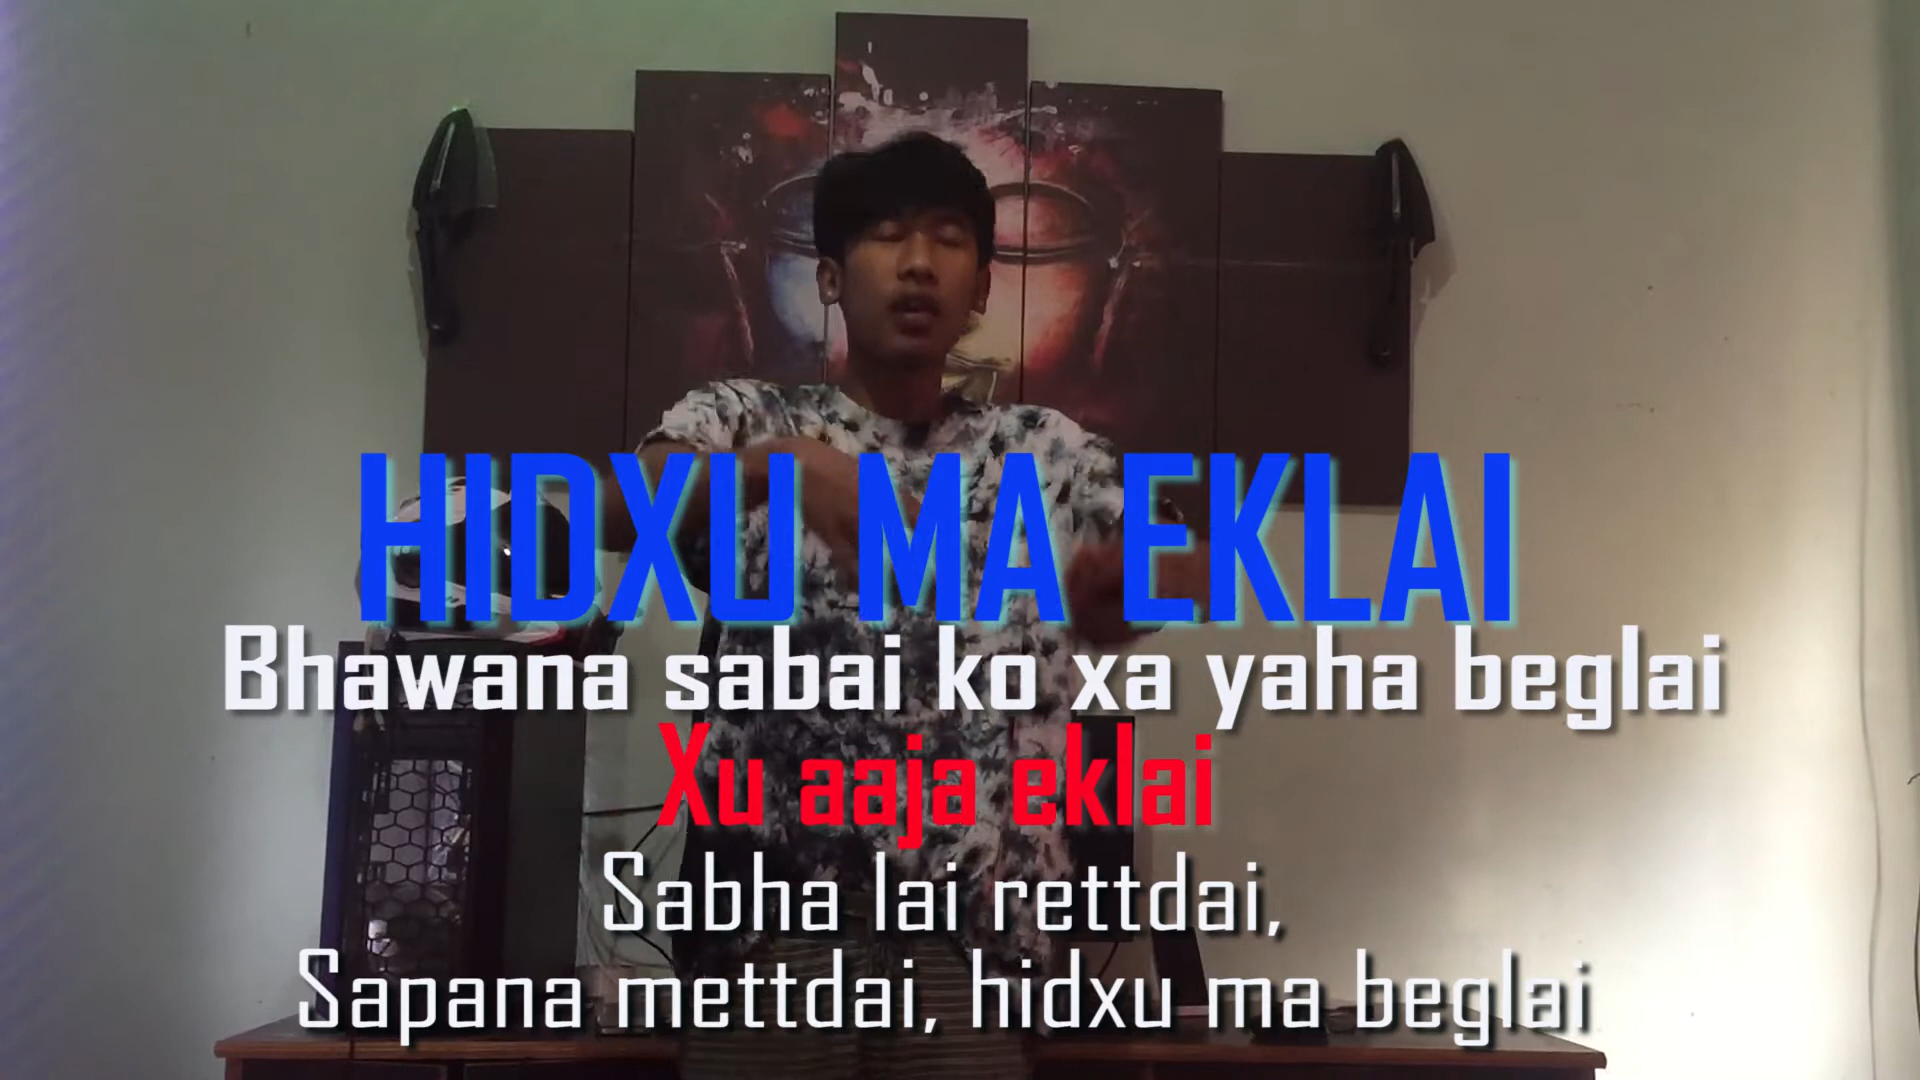 HIDXU MA EKLAI
Bhawana sabai ko xa yaha beglai
Xu aaja eklai
Sabha lai rettdai,
Sapana mettdai, hidxu ma beglai